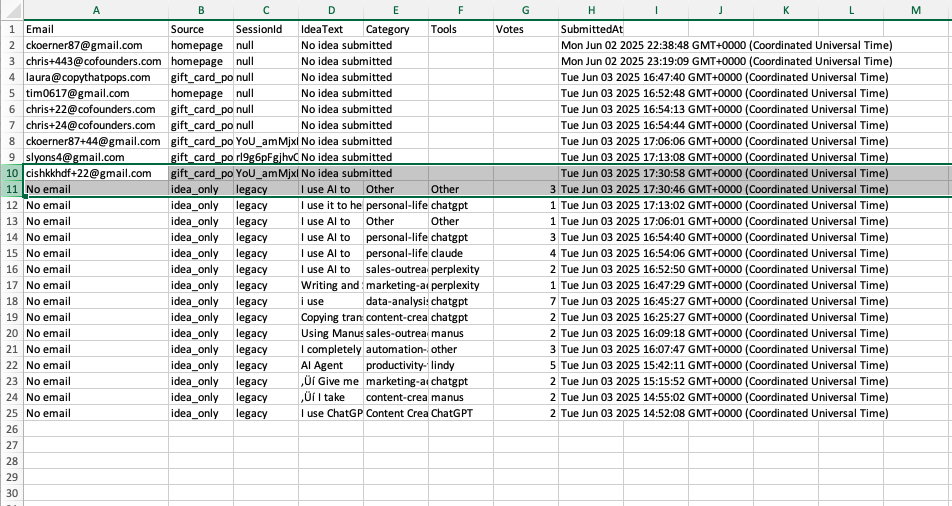 A B C D E F G H I J K L M
1 Email Source SessionId IdeaText Category Tools Votes SubmittedAt
2 ckoerner87@gmail.com homepage null No idea submitted Mon Jun 02 2025 22:38:48 GMT+0000 (Coordinated Universal Time)
3 chris+443@cofounders.com homepage null No idea submitted Mon Jun 02 2025 23:19:09 GMT+0000 (Coordinated Universal Time)
4 laura@copythatpops.com gift_card_po null No idea submitted Tue Jun 03 2025 16:47:40 GMT+0000 (Coordinated Universal Time)
5 tim0617@gmail.com homepage null No idea submitted Tue Jun 03 2025 16:52:48 GMT+0000 (Coordinated Universal Time)
6 chris+22@cofounders.com gift_card_po null No idea submitted Tue Jun 03 2025 16:54:13 GMT+0000 (Coordinated Universal Time)
7 chris+24@cofounders.com gift_card_po null No idea submitted Tue Jun 03 2025 16:54:44 GMT+0000 (Coordinated Universal Time)
8 ckoerner87+44@gmail.com gift_card_po YoU_amMjxl No idea submitted Tue Jun 03 2025 17:06:06 GMT+0000 (Coordinated Universal Time)
9 slyons4@gmail.com gift_card_po rl9g6pFgjhvC No idea submitted Tue Jun 03 2025 17:13:08 GMT+0000 (Coordinated Universal Time)
10 cishkkhdf+22@gmail.com gift_card_po YoU_amMjxl No idea submitted Tue Jun 03 2025 17:30:58 GMT+0000 (Coordinated Universal Time)
11 No email idea_only legacy I use AI to Other Other 3 Tue Jun 03 2025 17:30:46 GMT+0000 (Coordinated Universal Time)
12 No email idea_only legacy I use it to he personal-life chatgpt 1 Tue Jun 03 2025 17:13:02 GMT+0000 (Coordinated Universal Time)
13 No email idea_only legacy I use AI to Other Other 1 Tue Jun 03 2025 17:06:01 GMT+0000 (Coordinated Universal Time)
14 No email idea_only legacy I use AI to personal-life chatgpt 3 Tue Jun 03 2025 16:54:40 GMT+0000 (Coordinated Universal Time)
15 No email idea_only legacy I use AI to personal-life claude 4 Tue Jun 03 2025 16:54:06 GMT+0000 (Coordinated Universal Time)
16 No email idea_only legacy I use AI to sales-outrea perplexity 2 Tue Jun 03 2025 16:52:50 GMT+0000 (Coordinated Universal Time)
17 No email idea_only legacy Writing and marketing-a perplexity 1 Tue Jun 03 2025 16:47:29 GMT+0000 (Coordinated Universal Time)
18 No email idea_only legacy i use data-analysis chatgpt 7 Tue Jun 03 2025 16:45:27 GMT+0000 (Coordinated Universal Time)
19 No email idea_only legacy Copying tran content-crea chatgpt 2 Tue Jun 03 2025 16:25:27 GMT+0000 (Coordinated Universal Time)
20 No email idea_only legacy Using Manus sales-outrea manus 2 Tue Jun 03 2025 16:09:18 GMT+0000 (Coordinated Universal Time)
21 No email idea_only legacy I completely automation- other 3 Tue Jun 03 2025 16:07:47 GMT+0000 (Coordinated Universal Time)
22 No email idea_only legacy AI Agent productivity- lindy 5 Tue Jun 03 2025 15:42:11 GMT+0000 (Coordinated Universal Time)
23 No email idea_only legacy ‚Üí Give me marketing-a chatgpt 2 Tue Jun 03 2025 15:15:52 GMT+0000 (Coordinated Universal Time)
24 No email idea_only legacy ‚Üí I take content-crea manus 2 Tue Jun 03 2025 14:55:02 GMT+0000 (Coordinated Universal Time)
25 No email idea_only legacy I use ChatGP Content Crea ChatGPT 2 Tue Jun 03 2025 14:52:08 GMT+0000 (Coordinated Universal Time)
26
27
28
29
30